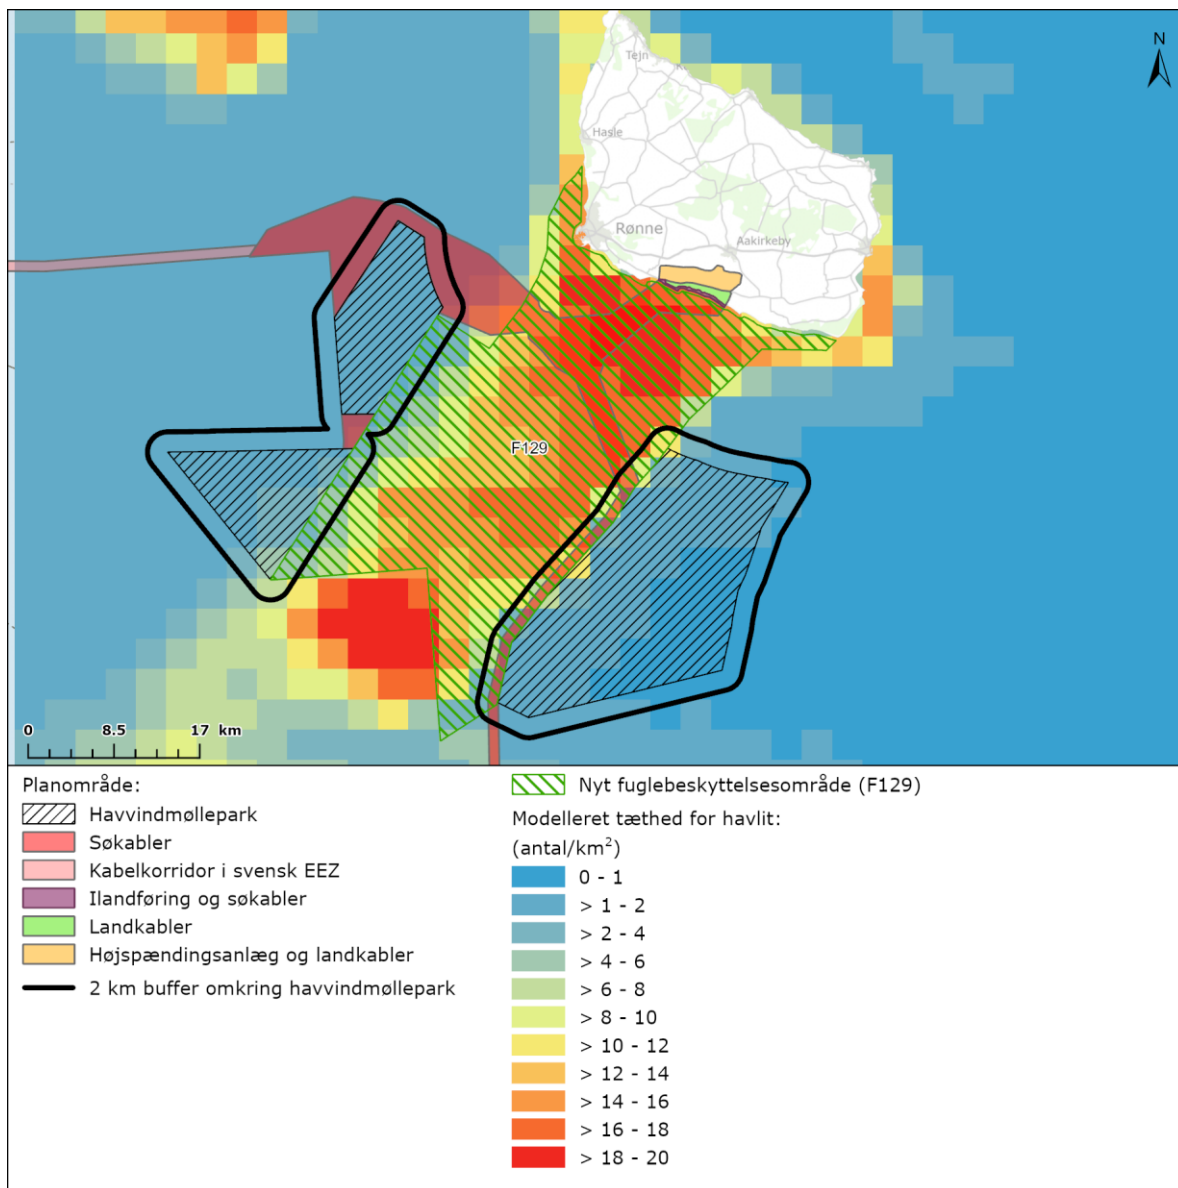 N
Tejn
Hasle
Rønne
Aakirkeby
F129
0 8.5 17 km
Planområde:
Havvindmøllepark
Søkabler
Kabelkorridor i svensk EEZ
Ilandføring og søkabler
Landkabler
Højspændingsanlæg og landkabler
2 km buffer omkring havvindmøllepark
Nyt fuglebeskyttelsesområde (F129)
Modelleret tæthed for havlit:
(antal/km²)
0 - 1
> 1 - 2
> 2 - 4
> 4 - 6
> 6 - 8
> 8 - 10
> 10 - 12
> 12 - 14
> 14 - 16
> 16 - 18
> 18 - 20